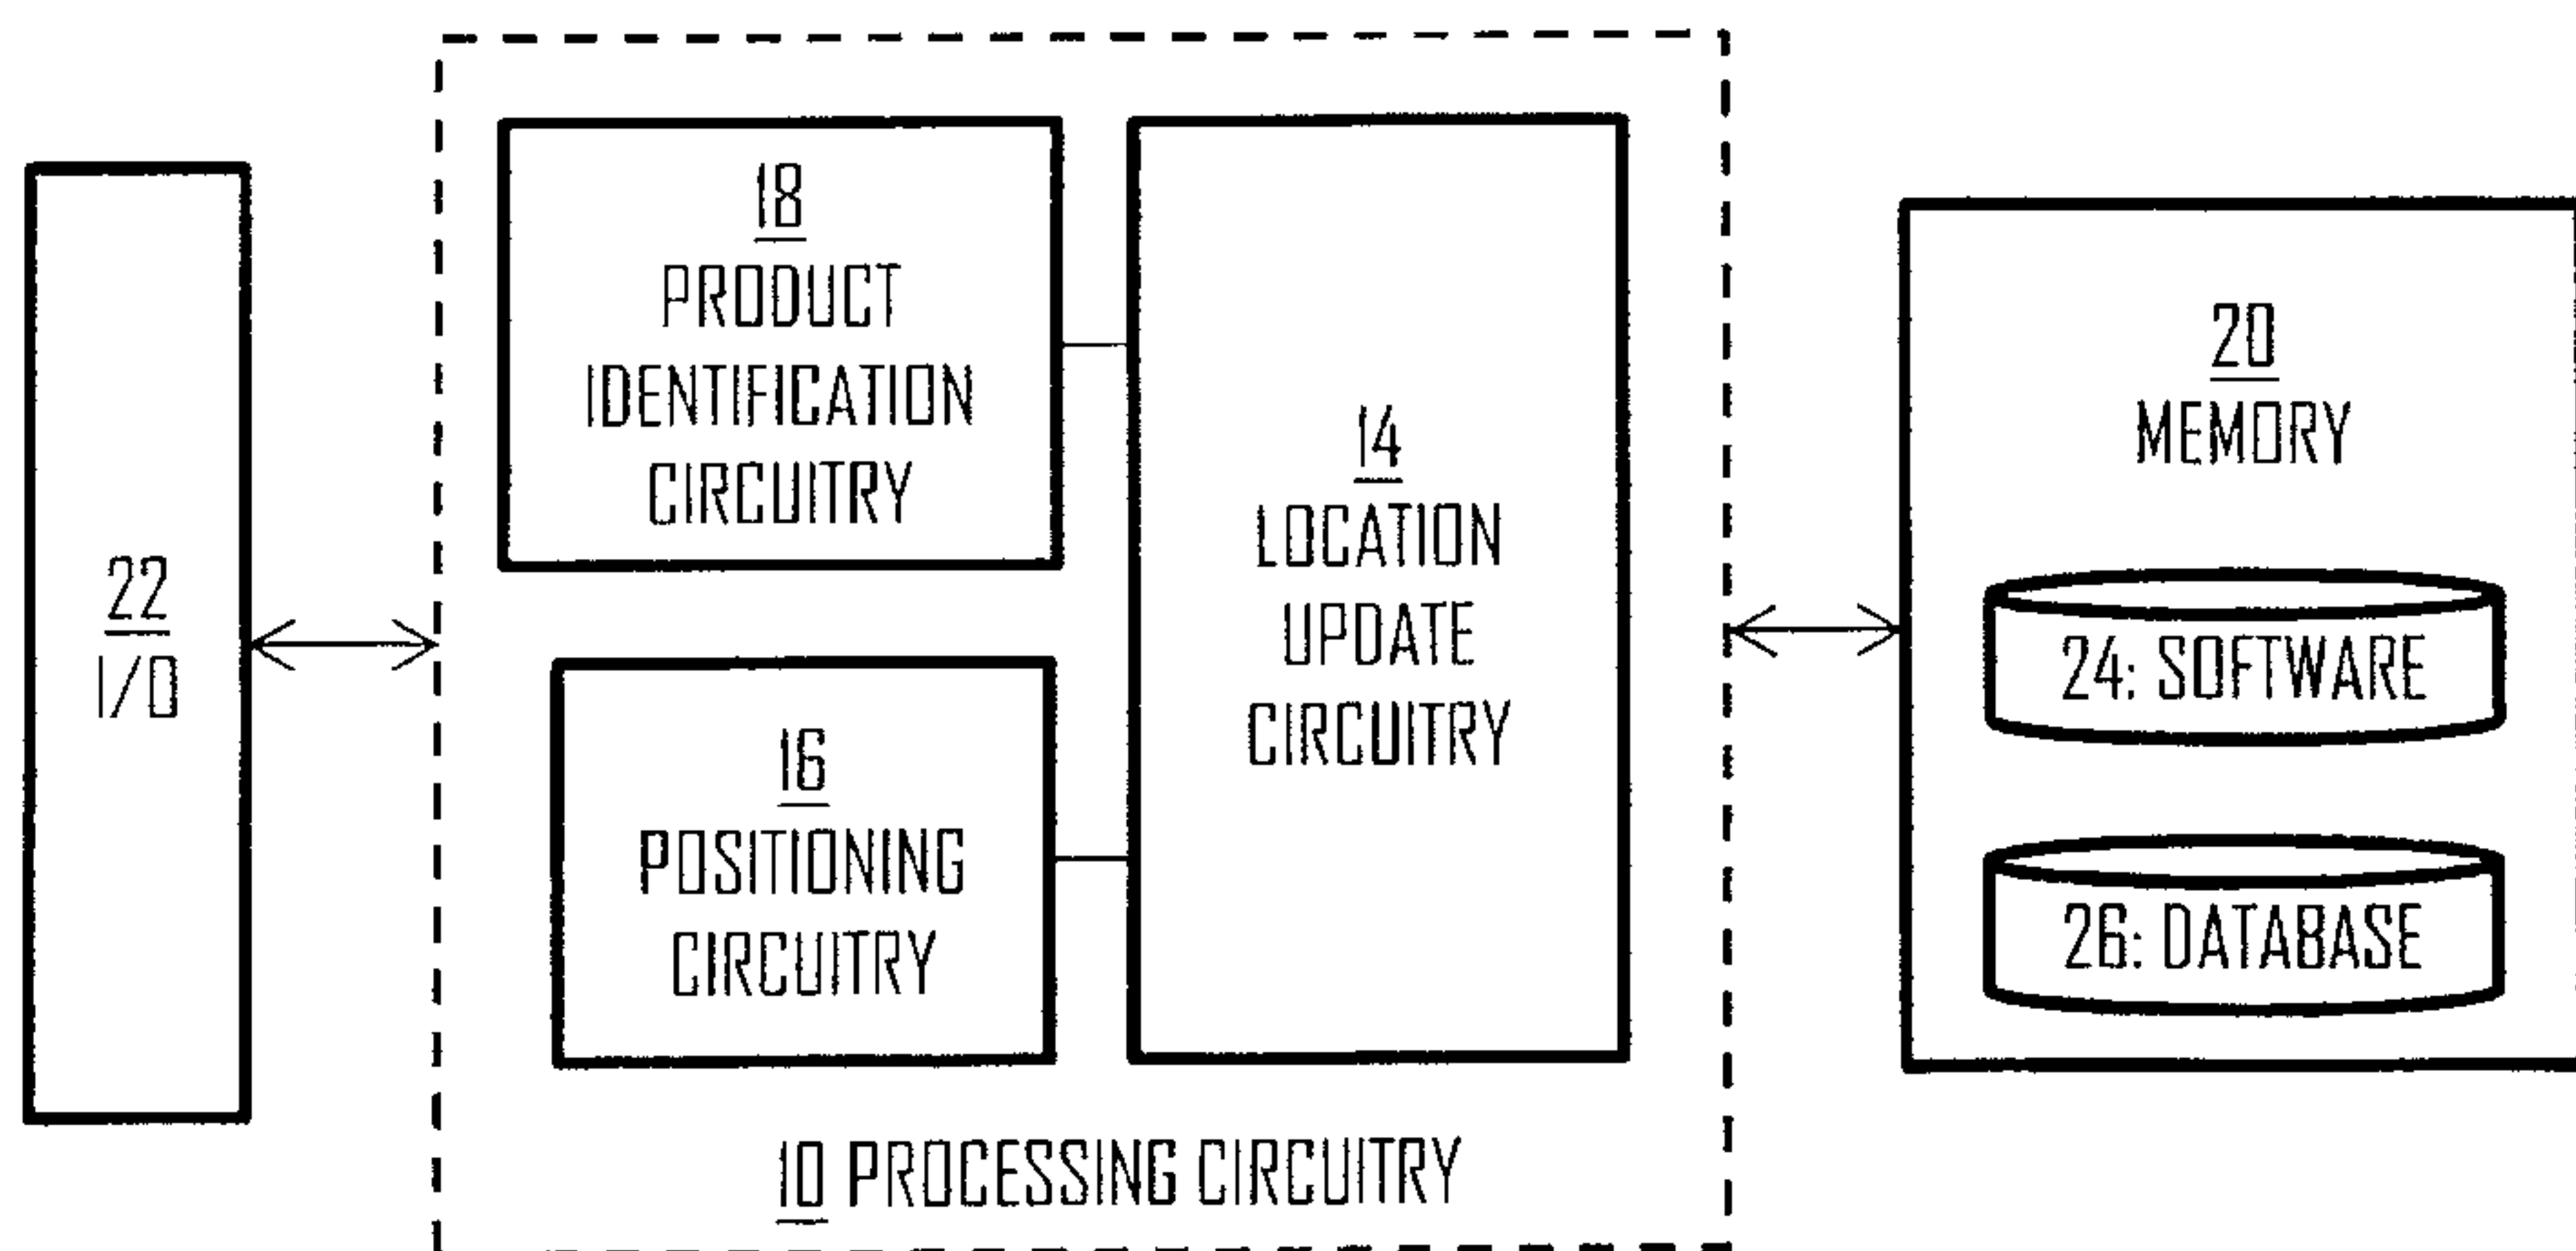 22
I/O
18
PRODUCT
IDENTIFICATION
CIRCUITRY
16
POSITIONING
CIRCUITRY
14
LOCATION
UPDATE
CIRCUITRY
10 PROCESSING CIRCUITRY
20
MEMORY
24: SOFTWARE
26: DATABASE